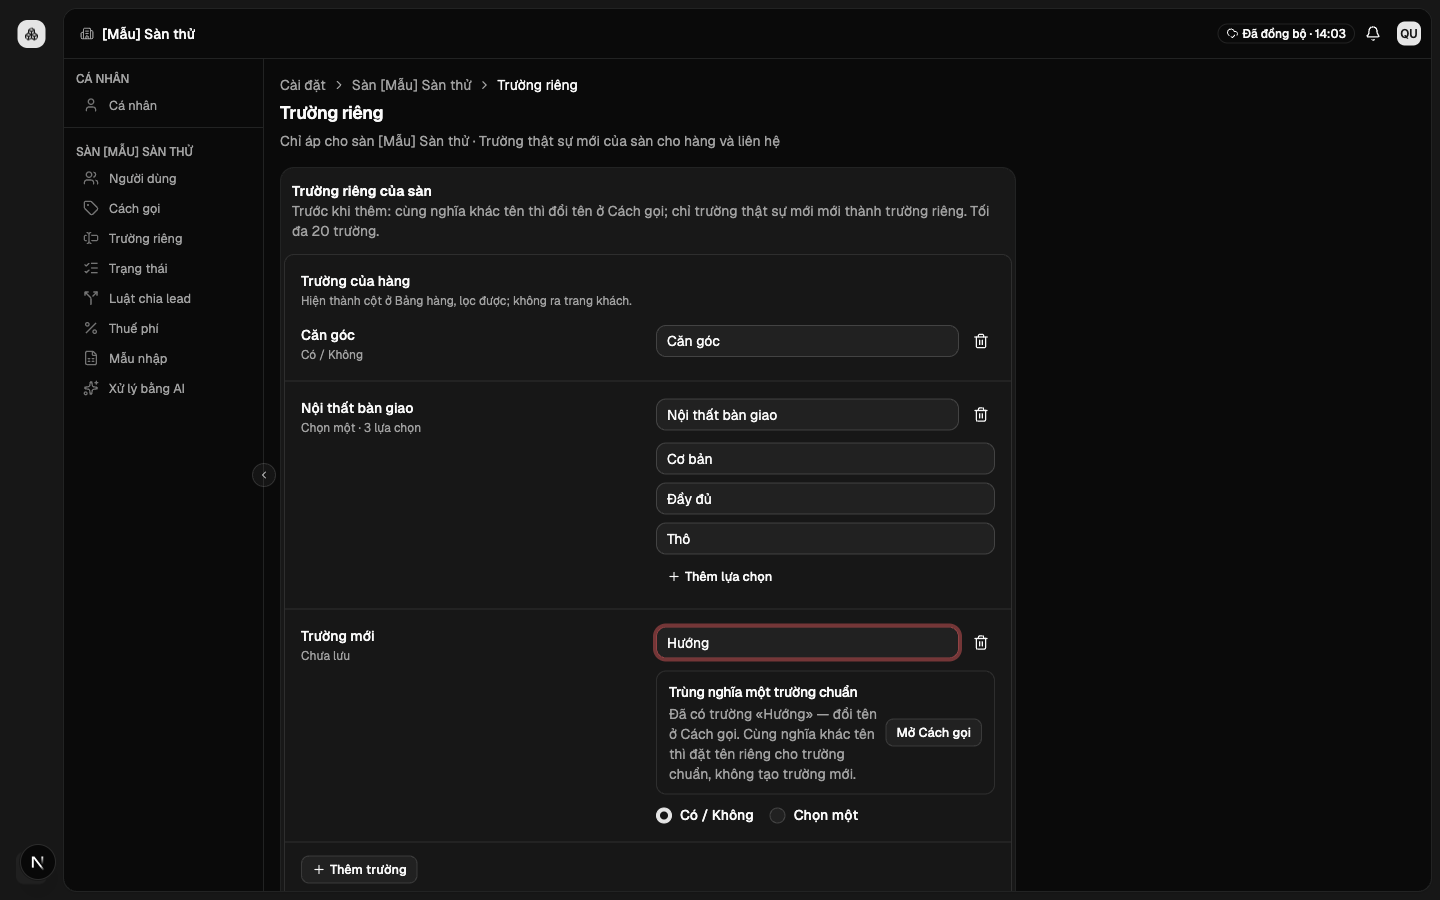 [Mẫu] Sàn thử
Đã đồng bộ · 14:03
QU
CÁ NHÂN
Cá nhân
SÀN [MẪU] SÀN THỬ
Người dùng
Cách gọi
Trường riêng
Trạng thái
Luật chia lead
Thuế phí
Mẫu nhập
Xử lý bằng AI
N
Cài đặt > Sàn [Mẫu] Sàn thử > Trường riêng
Trường riêng
Chỉ áp cho sàn [Mẫu] Sàn thử · Trường thật sự mới của sàn cho hàng và liên hệ
Trường riêng của sàn
Trước khi thêm: cùng nghĩa khác tên thì đổi tên ở Cách gọi; chỉ trường thật sự mới mới thành trường riêng. Tối
đa 20 trường.
Trường của hàng
Hiện thành cột ở Bảng hàng, lọc được; không ra trang khách.
Căn góc
Có / Không
Căn góc
Nội thất bàn giao
Chọn một · 3 lựa chọn
Nội thất bàn giao
Cơ bản
Đầy đủ
Thô
+ Thêm lựa chọn
Trường mới
Chưa lưu
Hướng
Trùng nghĩa một trường chuẩn
Đã có trường «Hướng» — đổi tên
ở Cách gọi. Cùng nghĩa khác tên
thì đặt tên riêng cho trường
chuẩn, không tạo trường mới.
Mở Cách gọi
Có / Không
Chọn một
+ Thêm trường